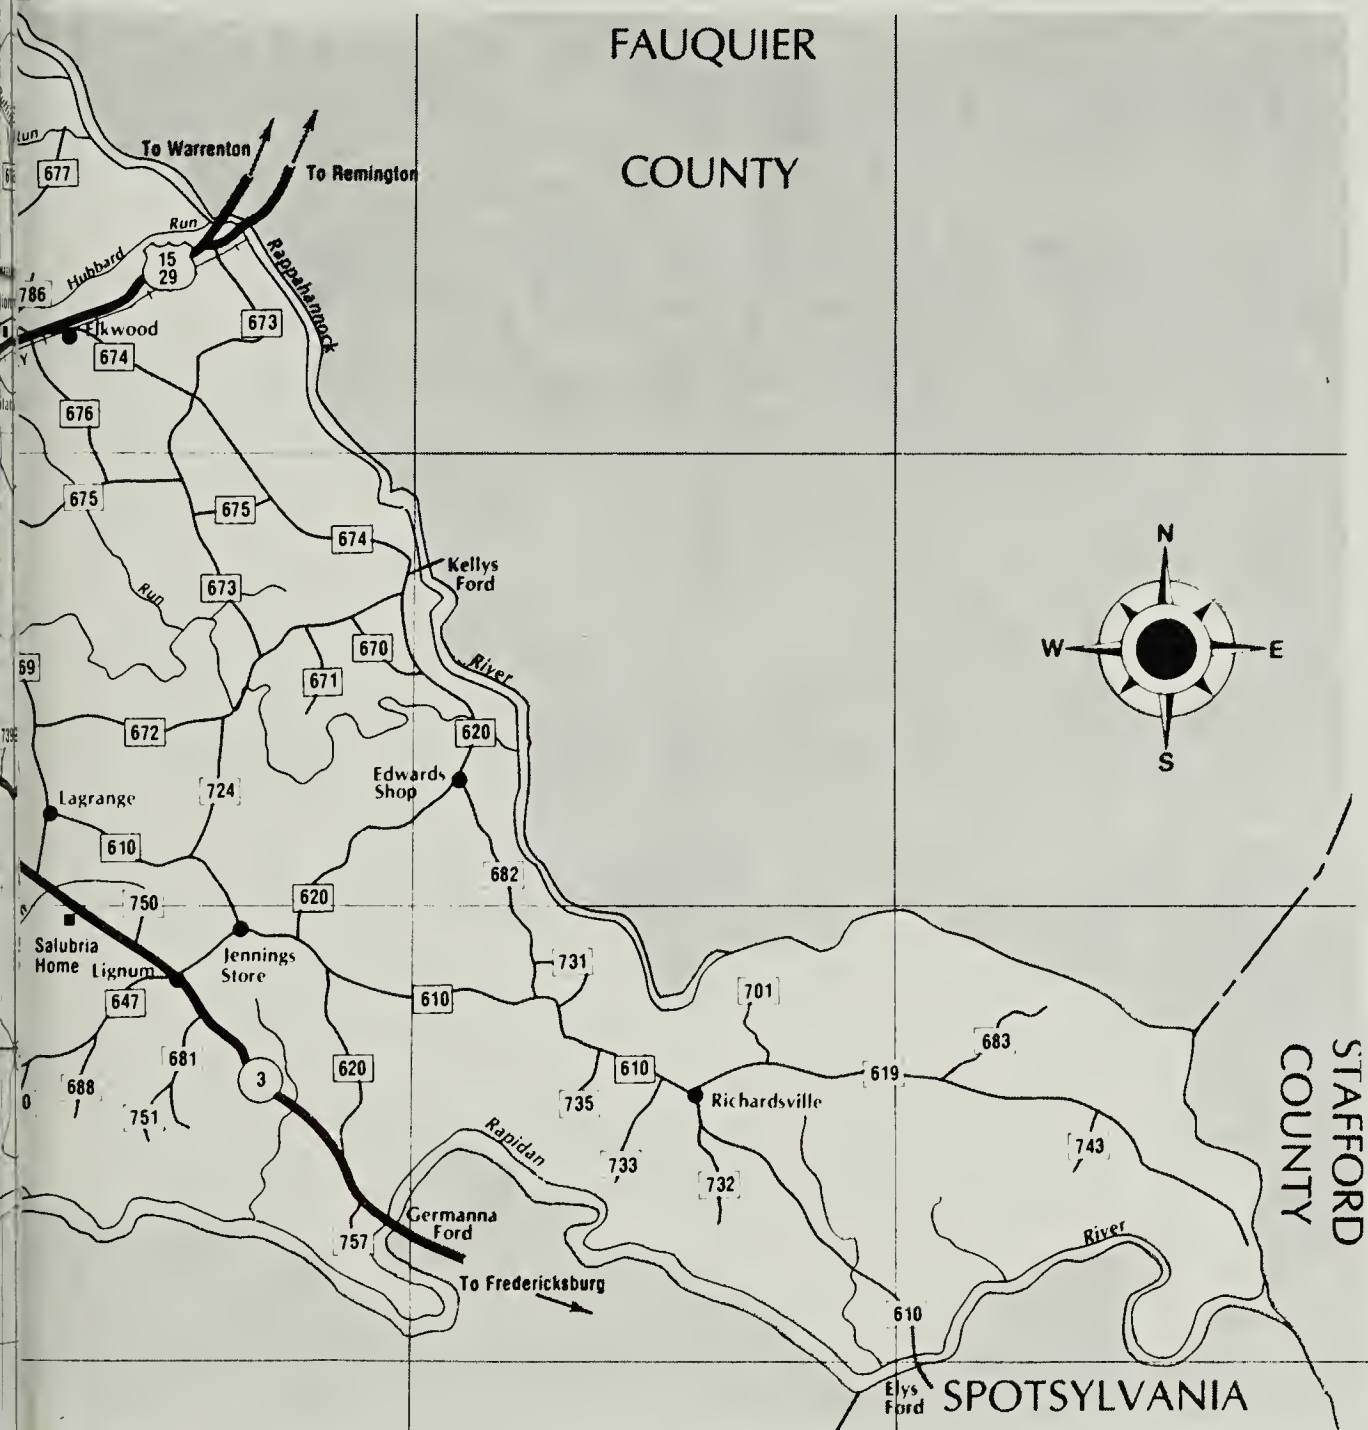 FAUQUIER
COUNTY
To Warrenton
To Remington
677
Run
Hubbard
15
29
Rappahannock
786
Elkwood
673
674
676
675
675
674
N
W
E
S
Kellys
Ford
673
Run
670
69
671
River
672
620
724
Edwards
Shop
Lagrange
610
682
750
620
Salubria
Home
Lignum
Jennings
Store
731
647
610
701
683
681
3
620
610
619
688
751
735
Richardsville
STAFFORD
COUNTY
Rapidan
733
732
743
757
Germanna
Ford
River
To Fredericksburg
610
Elys
Ford
SPOTSYLVANIA